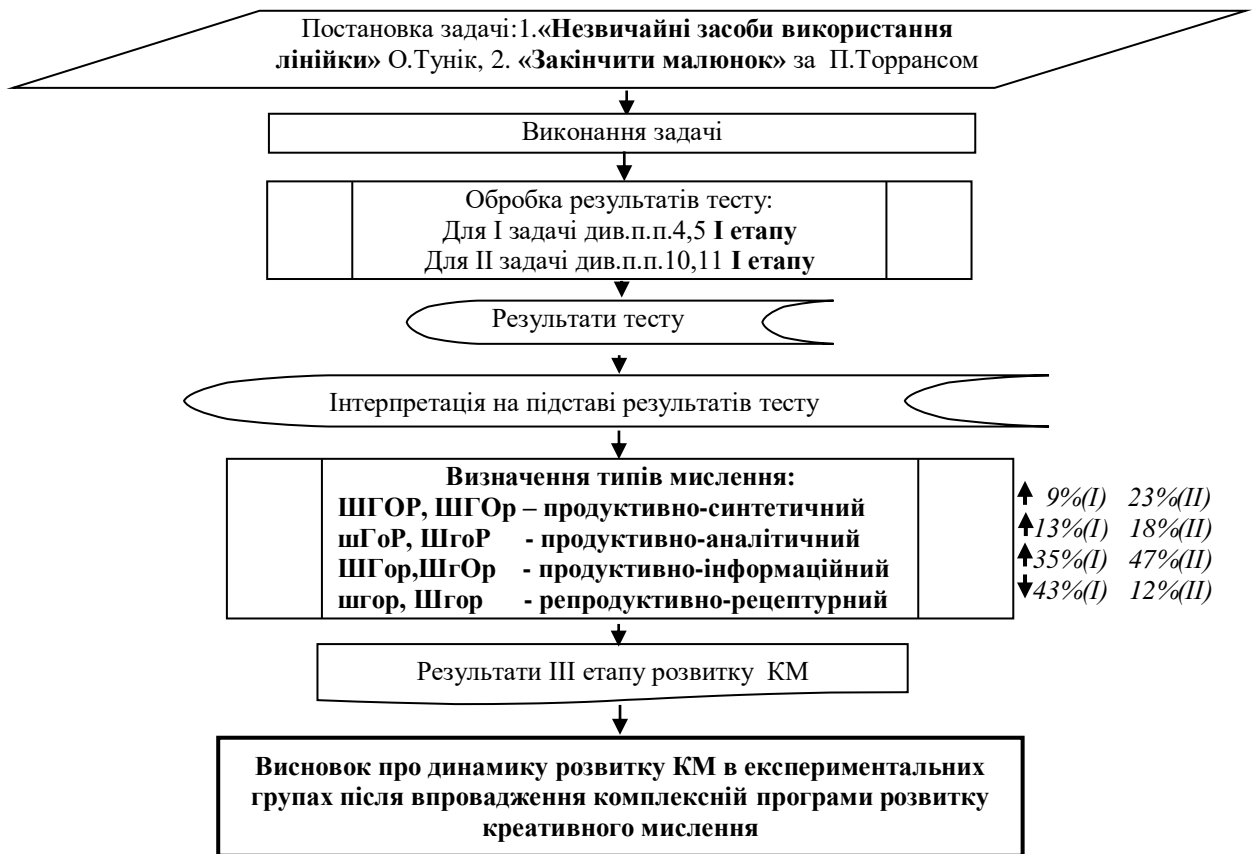 Постановка задачі:1.«Незвичайні засоби використання
лінійки» О.Тунік, 2. «Закінчити малюнок» за П.Торрансом
Виконання задачі
Обробка результатів тесту:
Для I задачі див.п.п.4,5 I етапу
Для II задачі див.п.п.10,11 I етапу
Результати тесту
Інтерпретація на підставі результатів тесту
Визначення типів мислення:
ШГОР, ШГОр – продуктивно-синтетичний
шГоР, ШгоР - продуктивно-аналітичний
ШГор,ШгОр - продуктивно-інформаційний
шгор, Шгор - репродуктивно-рецептурний
9%(I) 23%(II)
13%(I) 18%(II)
35%(I) 47%(II)
43%(I) 12%(II)
Результати III етапу розвитку КМ
Висновок про динамику розвитку КМ в експериментальних
групах після впровадження комплексній програми розвитку
креативного мислення